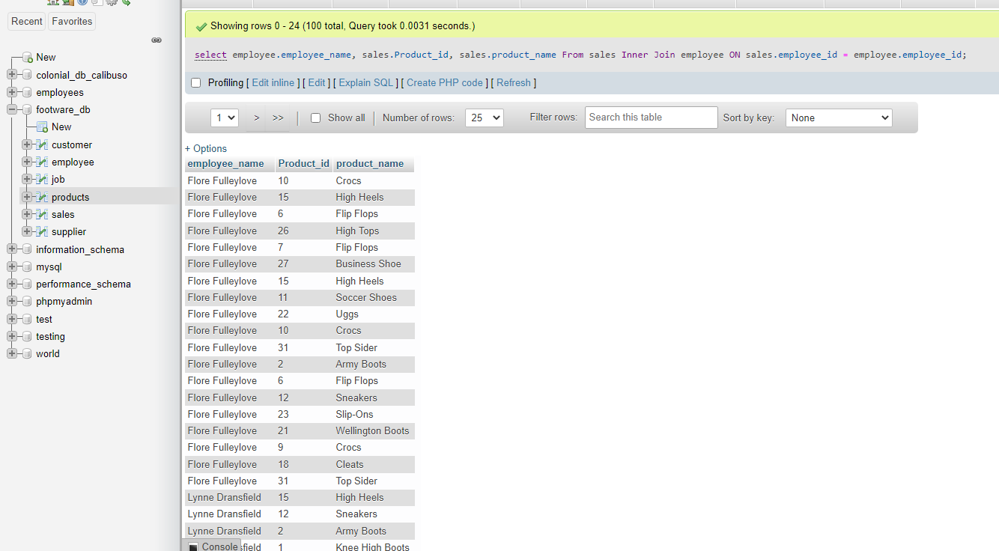 Recent Favorites
New
colonial_db_calibuso
employees
footware_db
New
customer
employee
job
products
sales
supplier
information_schema
mysql
performance_schema
phpmyadmin
test
testing
world
Showing rows 0 - 24 (100 total, Query took 0.0031 seconds.)
select employee.employee_name, sales.Product_id, sales.product_name From sales Inner Join employee ON sales.employee_id = employee.employee_id;
Profiling [ Edit inline ] [ Edit ] [ Explain SQL ] [ Create PHP code ] [ Refresh ]
1 > >> Show all Number of rows: 25 Filter rows: Search this table Sort by key: None
+ Options
employee_name Product_id product_name
Flore Fulleylove 10 Crocs
Flore Fulleylove 15 High Heels
Flore Fulleylove 6 Flip Flops
Flore Fulleylove 26 High Tops
Flore Fulleylove 7 Flip Flops
Flore Fulleylove 27 Business Shoe
Flore Fulleylove 15 High Heels
Flore Fulleylove 11 Soccer Shoes
Flore Fulleylove 22 Uggs
Flore Fulleylove 10 Crocs
Flore Fulleylove 31 Top Sider
Flore Fulleylove 2 Army Boots
Flore Fulleylove 6 Flip Flops
Flore Fulleylove 12 Sneakers
Flore Fulleylove 23 Slip-Ons
Flore Fulleylove 21 Wellington Boots
Flore Fulleylove 9 Crocs
Flore Fulleylove 18 Cleats
Flore Fulleylove 31 Top Sider
Lynne Dransfield 15 High Heels
Lynne Dransfield 12 Sneakers
Lynne Dransfield 2 Army Boots
Console sfield 1 Knee High Boots